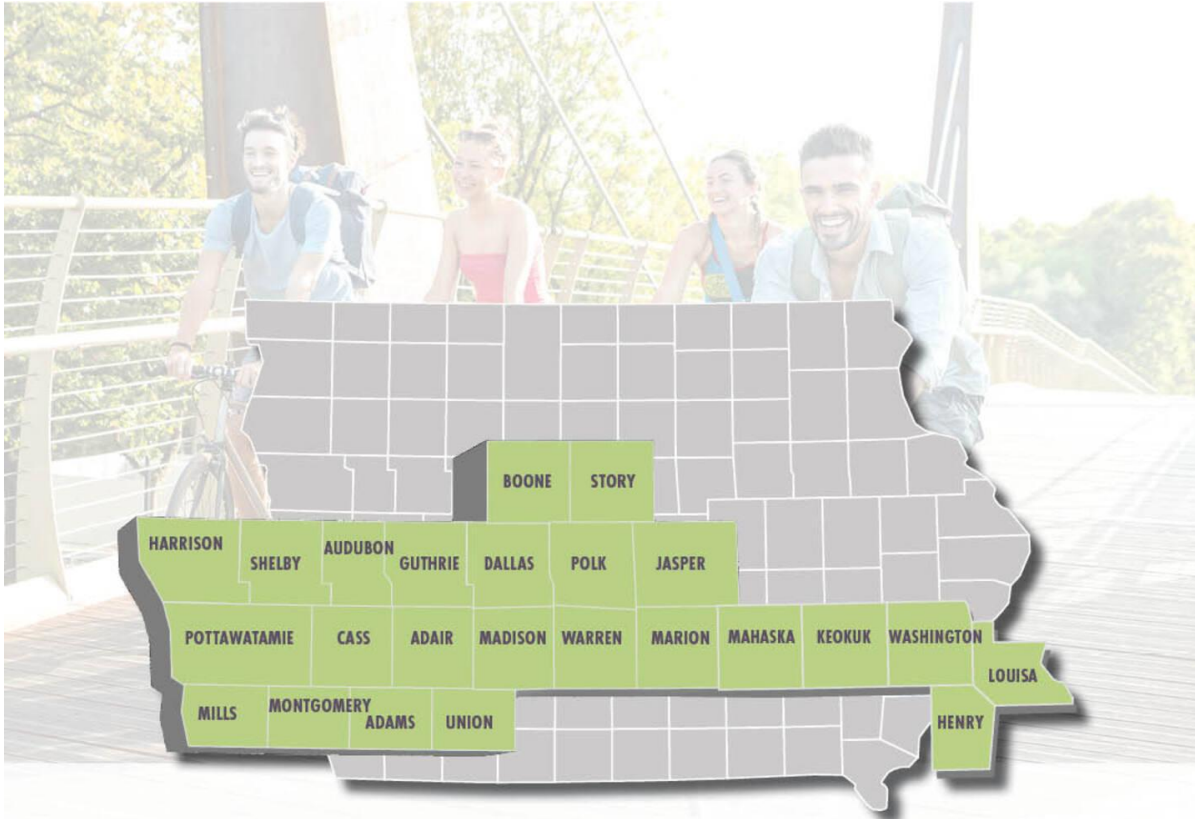 BOONE STORY
HARRISON SHELBY AUDUBON GUTHRIE DALLAS POLK JASPER
POTTAWATAMIE CASS ADAIR MADISON WARREN MARION MAHASKA KEOKUK WASHINGTON
LOUISA
MILLS MONTGOMERY ADAMS UNION HENRY